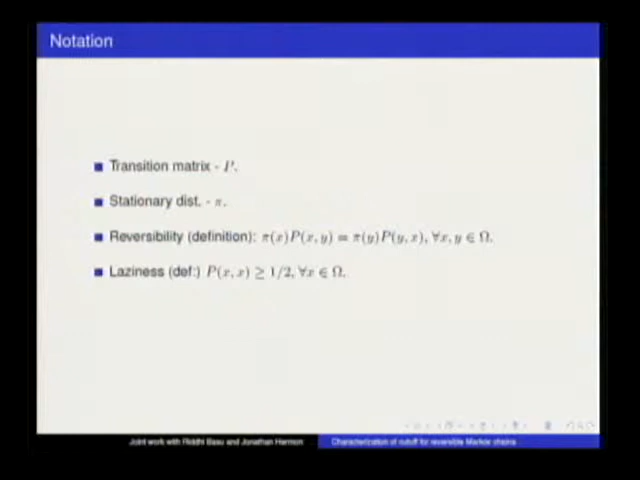 Notation
Transition matrix - P.
Stationary dist. - π.
Reversibility (definition): π(x)P(x, y) = π(y)P(y, x), ∀x, y ∈ Ω.
Laziness (def:) P(x, x) ≥ 1/2, ∀x ∈ Ω.
Joint work with Riddhi Basu and Jonathan Hermon
Characterization of cutoff for reversible Markov chains